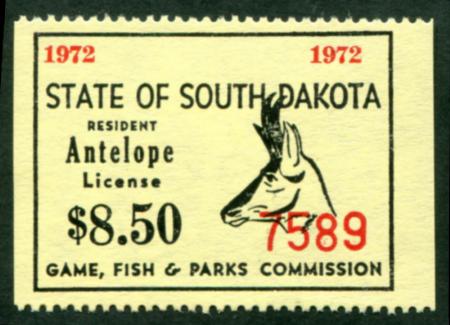 1972 1972
STATE OF SOUTH DAKOTA
RESIDENT
Antelope
License
$8.50
7589
GAME, FISH & PARKS COMMISSION